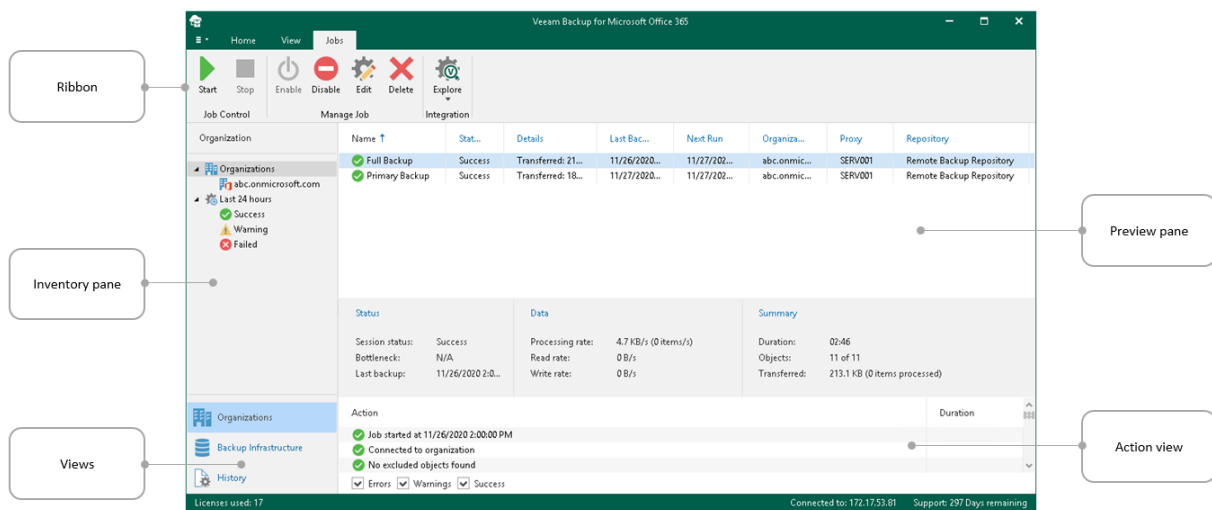 Veeam Backup for Microsoft Office 365
Home View Jobs
Ribbon
Start Stop Enable Disable Edit Delete Explore
Job Control Manage Job Integration
Organization
Name Stat... Details Last Bac... Next Run Organiza... Proxy Repository
Full Backup Success Transferred: 21... 11/26/2020... 11/27/202... abc.onmic... SERV001 Remote Backup Repository
Primary Backup Success Transferred: 18... 11/27/2020... 11/27/202... abc.onmic... SERV001 Remote Backup Repository
Organizations
abc.onmicrosoft.com
Last 24 hours
Success
Warning
Failed
Preview pane
Inventory pane
Status Data Summary
Session status: Success Processing rate: 4.7 KB/s (0 items/s) Duration: 02:46
Bottleneck: N/A Read rate: 0 B/s Objects: 11 of 11
Last backup: 11/26/2020 2:0... Write rate: 0 B/s Transferred: 213.1 KB (0 items processed)
Organizations
Backup Infrastructure
History
Views
Action Duration
Job started at 11/26/2020 2:00:00 PM
Connected to organization
No excluded objects found
Errors Warnings Success
Action view
Licenses used: 17 Connected to: 172.17.53.81 Support: 297 Days remaining